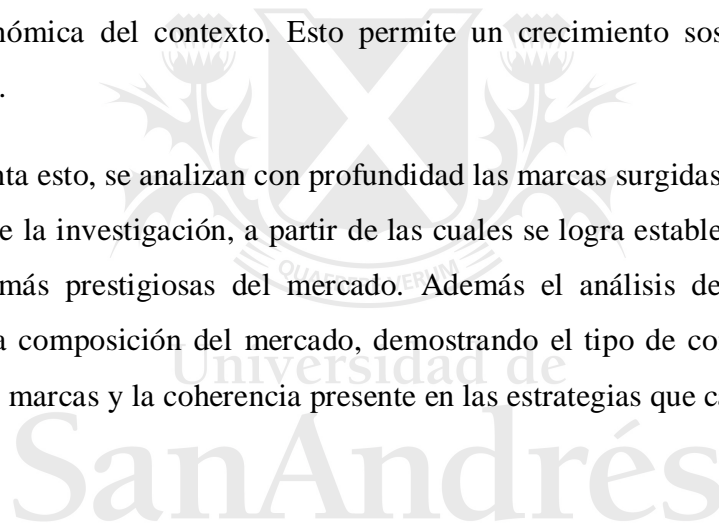 nómica del contexto. Esto permite un crecimiento sos
.
nta esto, se analizan con profundidad las marcas surgidas
e la investigación, a partir de las cuales se logra estable
más prestigiosas del mercado. Además el análisis de
QUAERERE VERUM
a composición del mercado, demostrando el tipo de co
Universidad de
marcas y la coherencia presente en las estrategias que c
SanAndrés